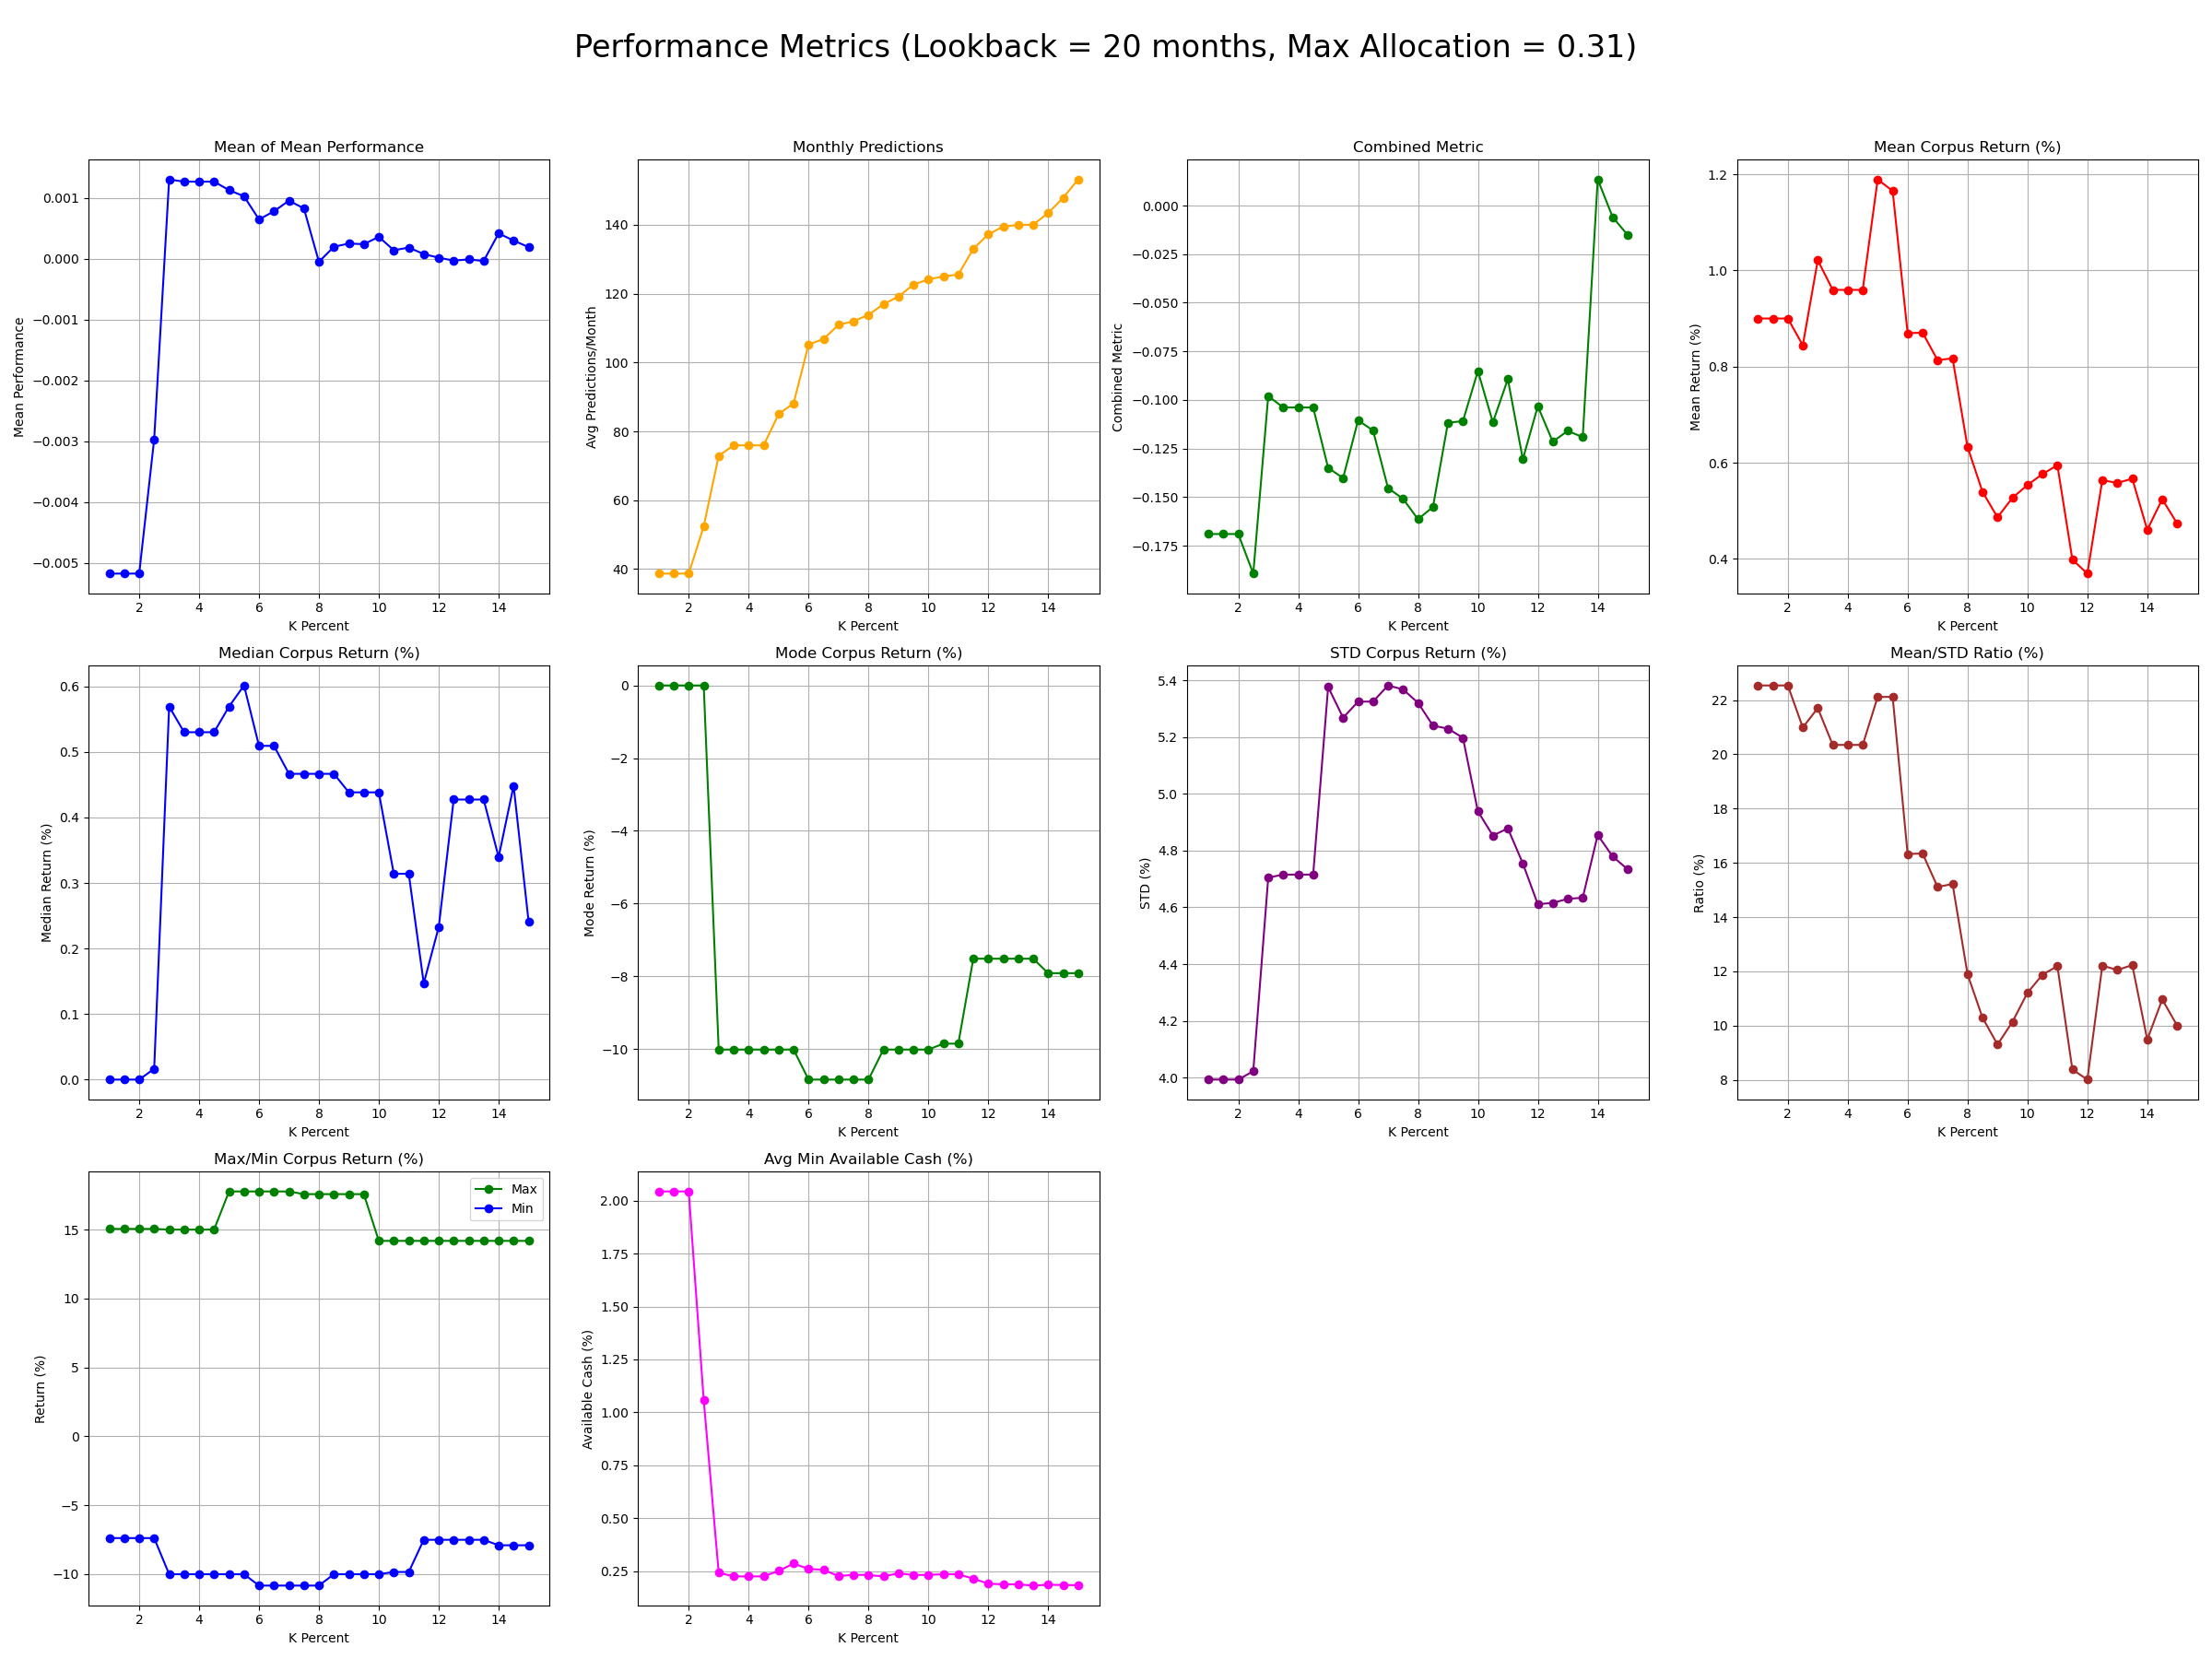 Performance Metrics (Lookback = 20 months, Max Allocation = 0.31)
Mean of Mean Performance
Mean Performance
0.001
0.000
−0.001
−0.002
−0.003
−0.004
−0.005
2 4 6 8 10 12 14
K Percent
Monthly Predictions
Avg Predictions/Month
140
120
100
80
60
40
2 4 6 8 10 12 14
K Percent
Combined Metric
Combined Metric
0.000
−0.025
−0.050
−0.075
−0.100
−0.125
−0.150
−0.175
2 4 6 8 10 12 14
K Percent
Mean Corpus Return (%)
Mean Return (%)
1.2
1.0
0.8
0.6
0.4
2 4 6 8 10 12 14
K Percent
Median Corpus Return (%)
Median Return (%)
0.6
0.5
0.4
0.3
0.2
0.1
0.0
2 4 6 8 10 12 14
K Percent
Mode Corpus Return (%)
Mode Return (%)
0
−2
−4
−6
−8
−10
2 4 6 8 10 12 14
K Percent
STD Corpus Return (%)
STD (%)
5.4
5.2
5.0
4.8
4.6
4.4
4.2
4.0
2 4 6 8 10 12 14
K Percent
Mean/STD Ratio (%)
Ratio (%)
22
20
18
16
14
12
10
8
2 4 6 8 10 12 14
K Percent
Max/Min Corpus Return (%)
Return (%)
Max
Min
15
10
5
0
−5
−10
2 4 6 8 10 12 14
K Percent
Avg Min Available Cash (%)
Available Cash (%)
2.00
1.75
1.50
1.25
1.00
0.75
0.50
0.25
2 4 6 8 10 12 14
K Percent